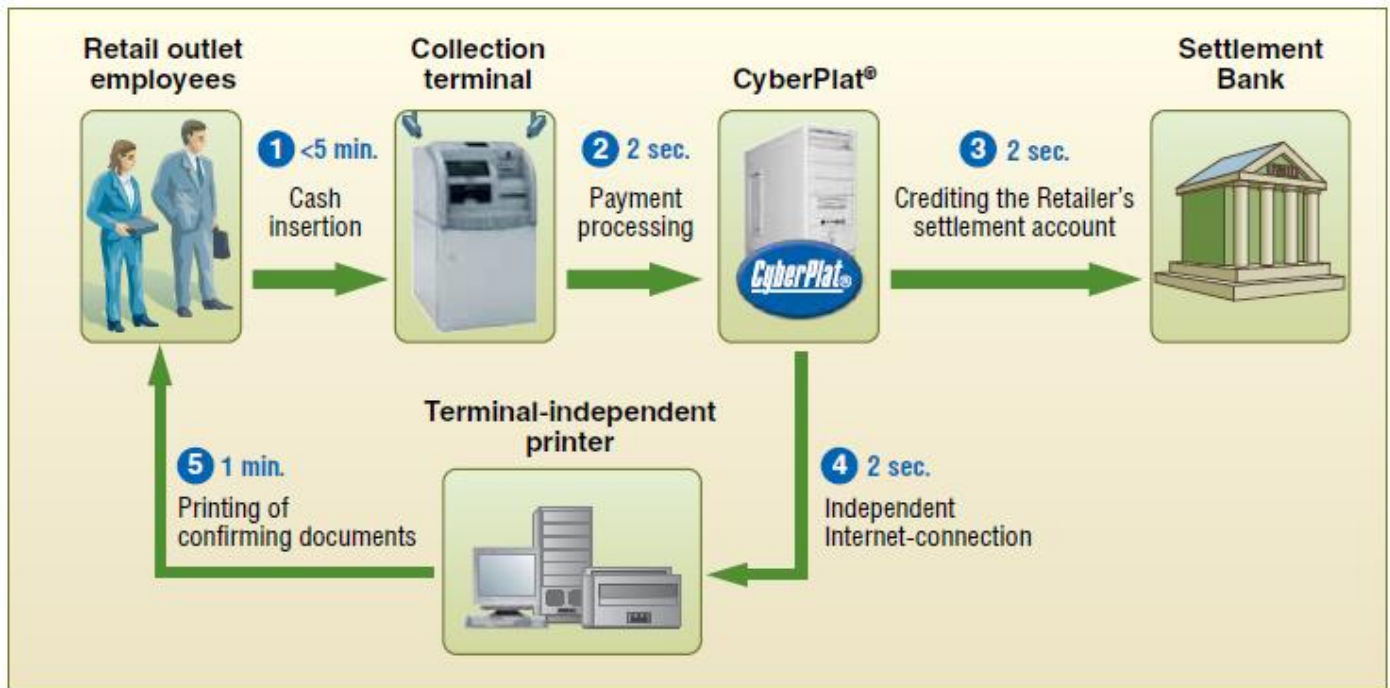 Retail outlet
employees
Collection
terminal
CyberPlat®
Settlement
Bank
1 <5 min.
Cash
insertion
2 2 sec.
Payment
processing
3 2 sec.
Crediting the Retailer's
settlement account
CyberPlat®
Terminal-independent
printer
5 1 min.
Printing of
confirming documents
4 2 sec.
Independent
Internet-connection